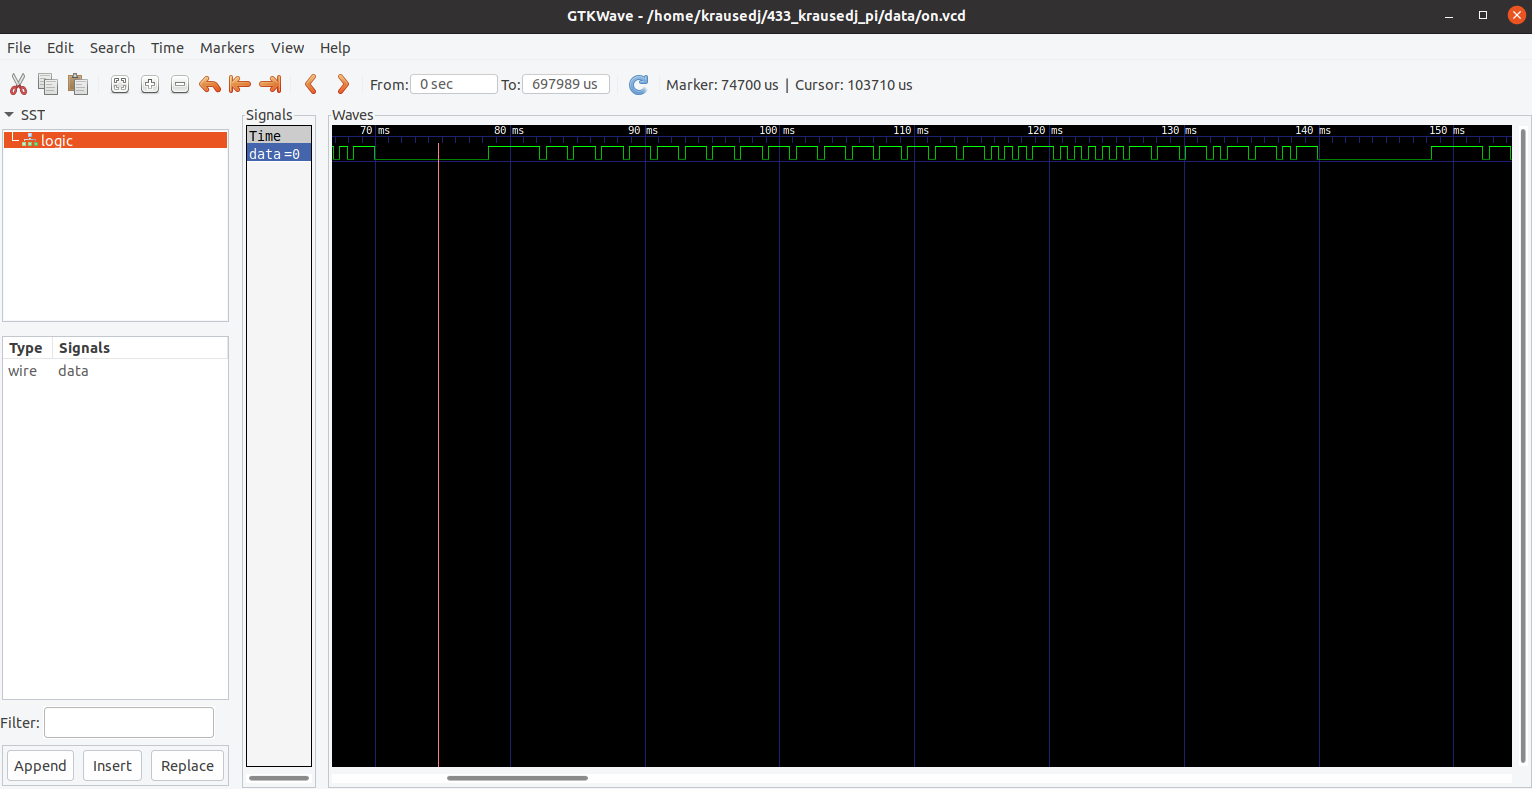 GTKWave - /home/krausedj/433_krausedj_pi/data/on.vcd
File Edit Search Time Markers View Help
From: 0 sec To: 697989 us Marker: 74700 us | Cursor: 103710 us
SST
logic
Type Signals
wire data
Filter:
Append Insert Replace
Signals
Time
data =0
Waves
70 ms 80 ms 90 ms 100 ms 110 ms 120 ms 130 ms 140 ms 150 ms